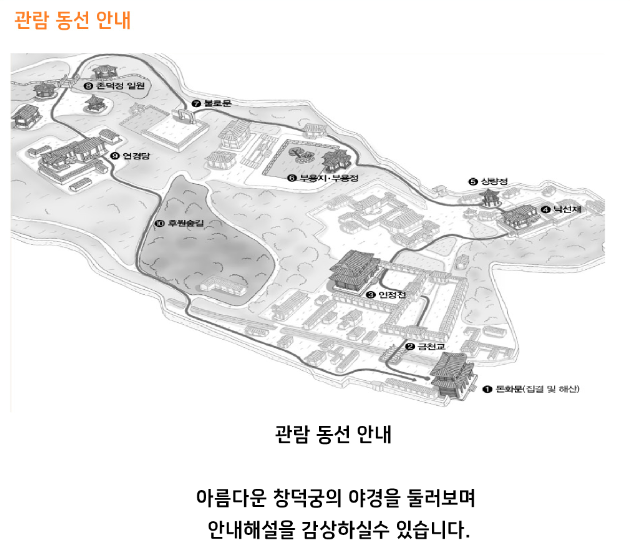 관람 동선 안내
❽ 존덕정 일원
❼ 불로문
❾ 연경당
❻ 부용지·부용정
❺ 상량정
❹ 낙선재
❿ 후원숲길
❸ 인정전
❷ 금천교
❶ 돈화문(집결 및 해산)
관람 동선 안내
아름다운 창덕궁의 야경을 둘러보며
안내해설을 감상하실수 있습니다.